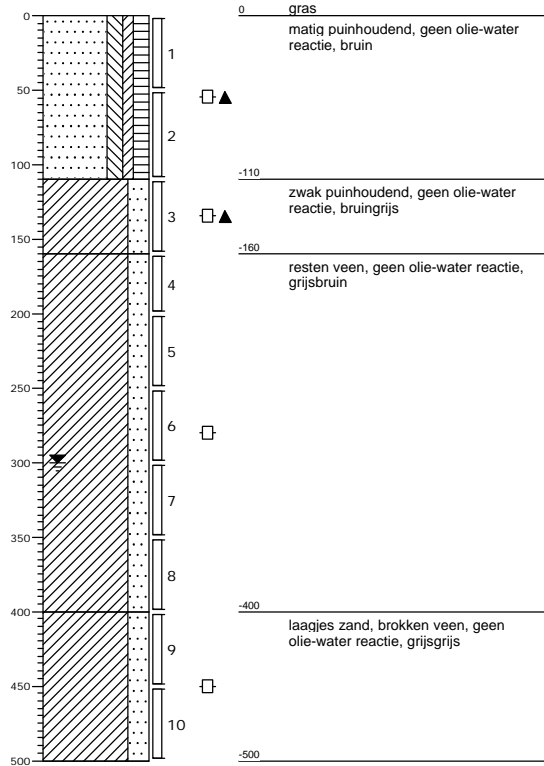 0
50
100
150
200
250
300
350
400
450
500
1
2
3
4
5
6
7
8
9
10
0
gras
matig puinhoudend, geen olie-water
reactie, bruin
-110
zwak puinhoudend, geen olie-water
reactie, bruingrijs
-160
resten veen, geen olie-water reactie,
grijsbruin
-400
laagjes zand, brokken veen, geen
olie-water reactie, grijsgrijs
-500